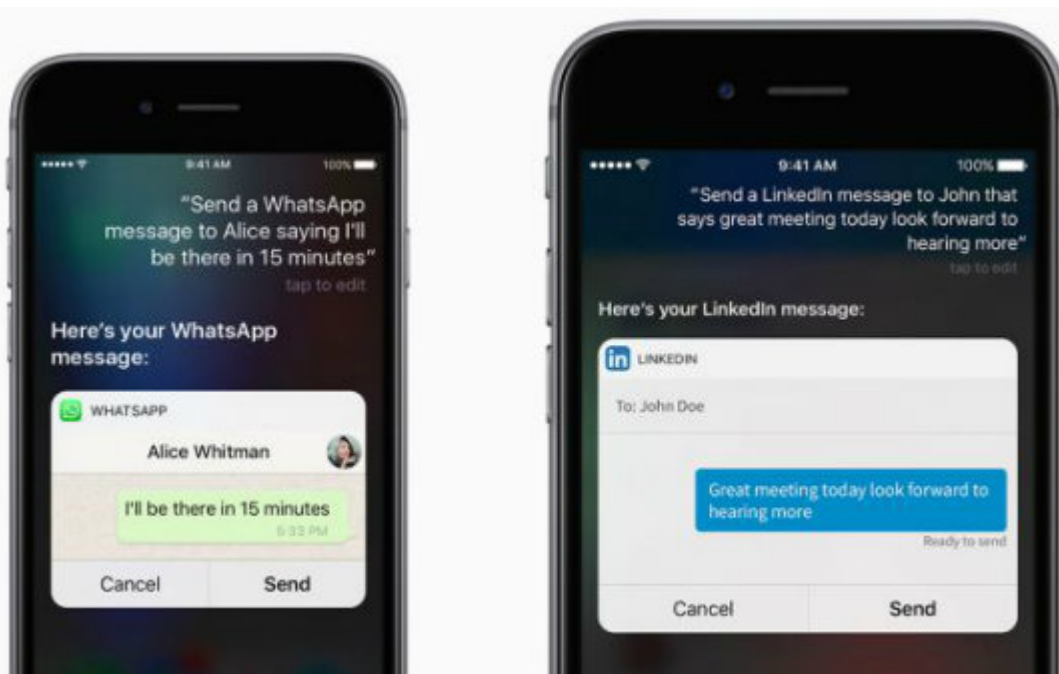 9:41 AM
100%
"Send a WhatsApp
message to Alice saying I'll
be there in 15 minutes"
tap to edit
Here's your WhatsApp
message:
WHATSAPP
Alice Whitman
I'll be there in 15 minutes
5:33 PM
Cancel
Send
9:41 AM
100%
"Send a LinkedIn message to John that
says great meeting today look forward to
hearing more"
tap to edit
Here's your LinkedIn message:
in LINKEDIN
To: John Doe
Great meeting today look forward to
hearing more
Ready to send
Cancel
Send